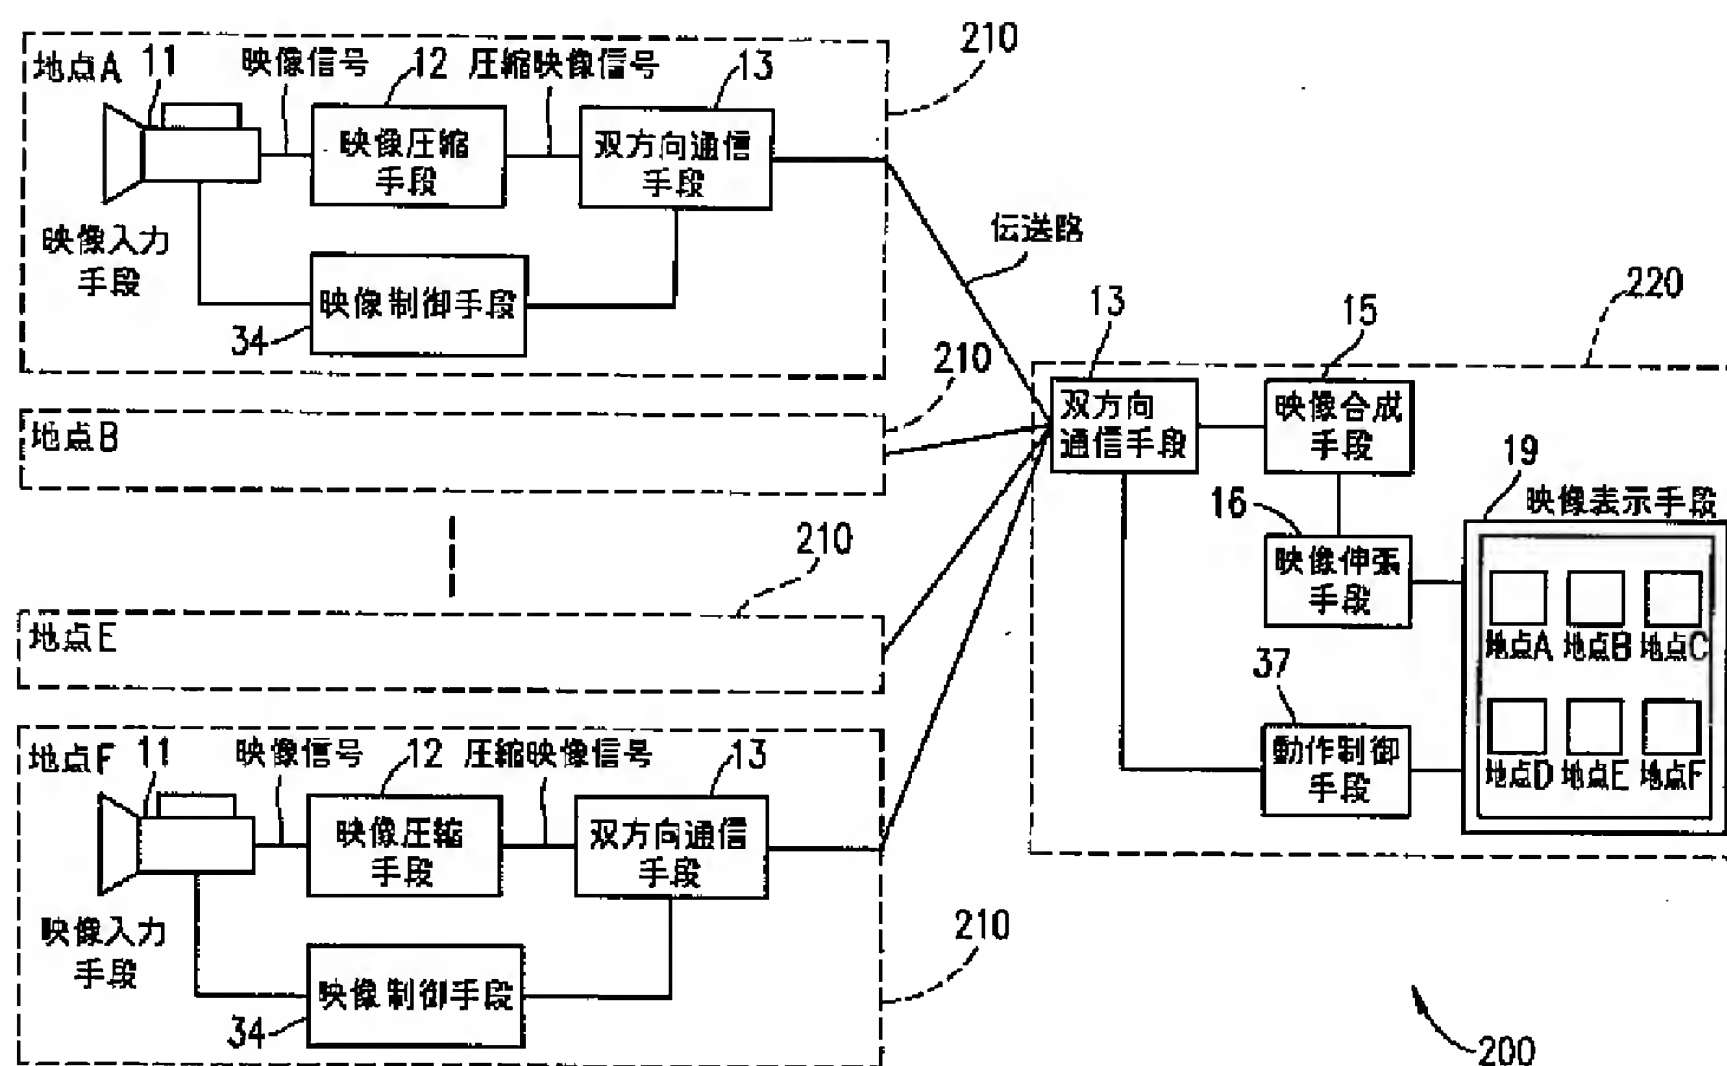 210
地点A 11 映像信号 12 圧縮映像信号 13
映像圧縮
手段
双方向通信
手段
映像入力
手段
映像制御手段
34
伝送路
210
地点B
210
地点E
地点F 11 映像信号 12 圧縮映像信号 13
映像圧縮
手段
双方向通信
手段
映像入力
手段
映像制御手段
34
210
220
13
双方向
通信手段
15
映像合成
手段
16
映像伸張
手段
19
映像表示手段
地点A 地点B 地点C
地点D 地点E 地点F
37
動作制御
手段
200